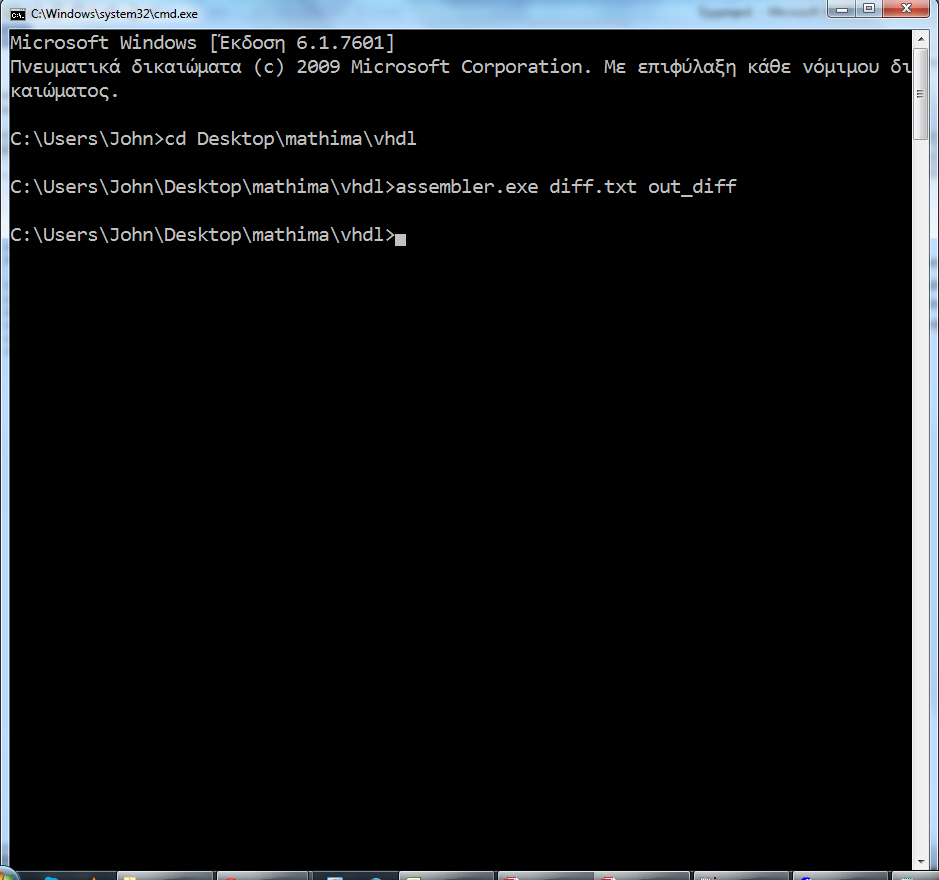 C:\Windows\system32\cmd.exe
Microsoft Windows [Έκδοση 6.1.7601]
Πνευματικά δικαιώματα (c) 2009 Microsoft Corporation. Με επιφύλαξη κάθε νόμιμου δι
καιώματος.
C:\Users\John>cd Desktop\mathima\vhdl
C:\Users\John\Desktop\mathima\vhdl>assembler.exe diff.txt out_diff
C:\Users\John\Desktop\mathima\vhdl>